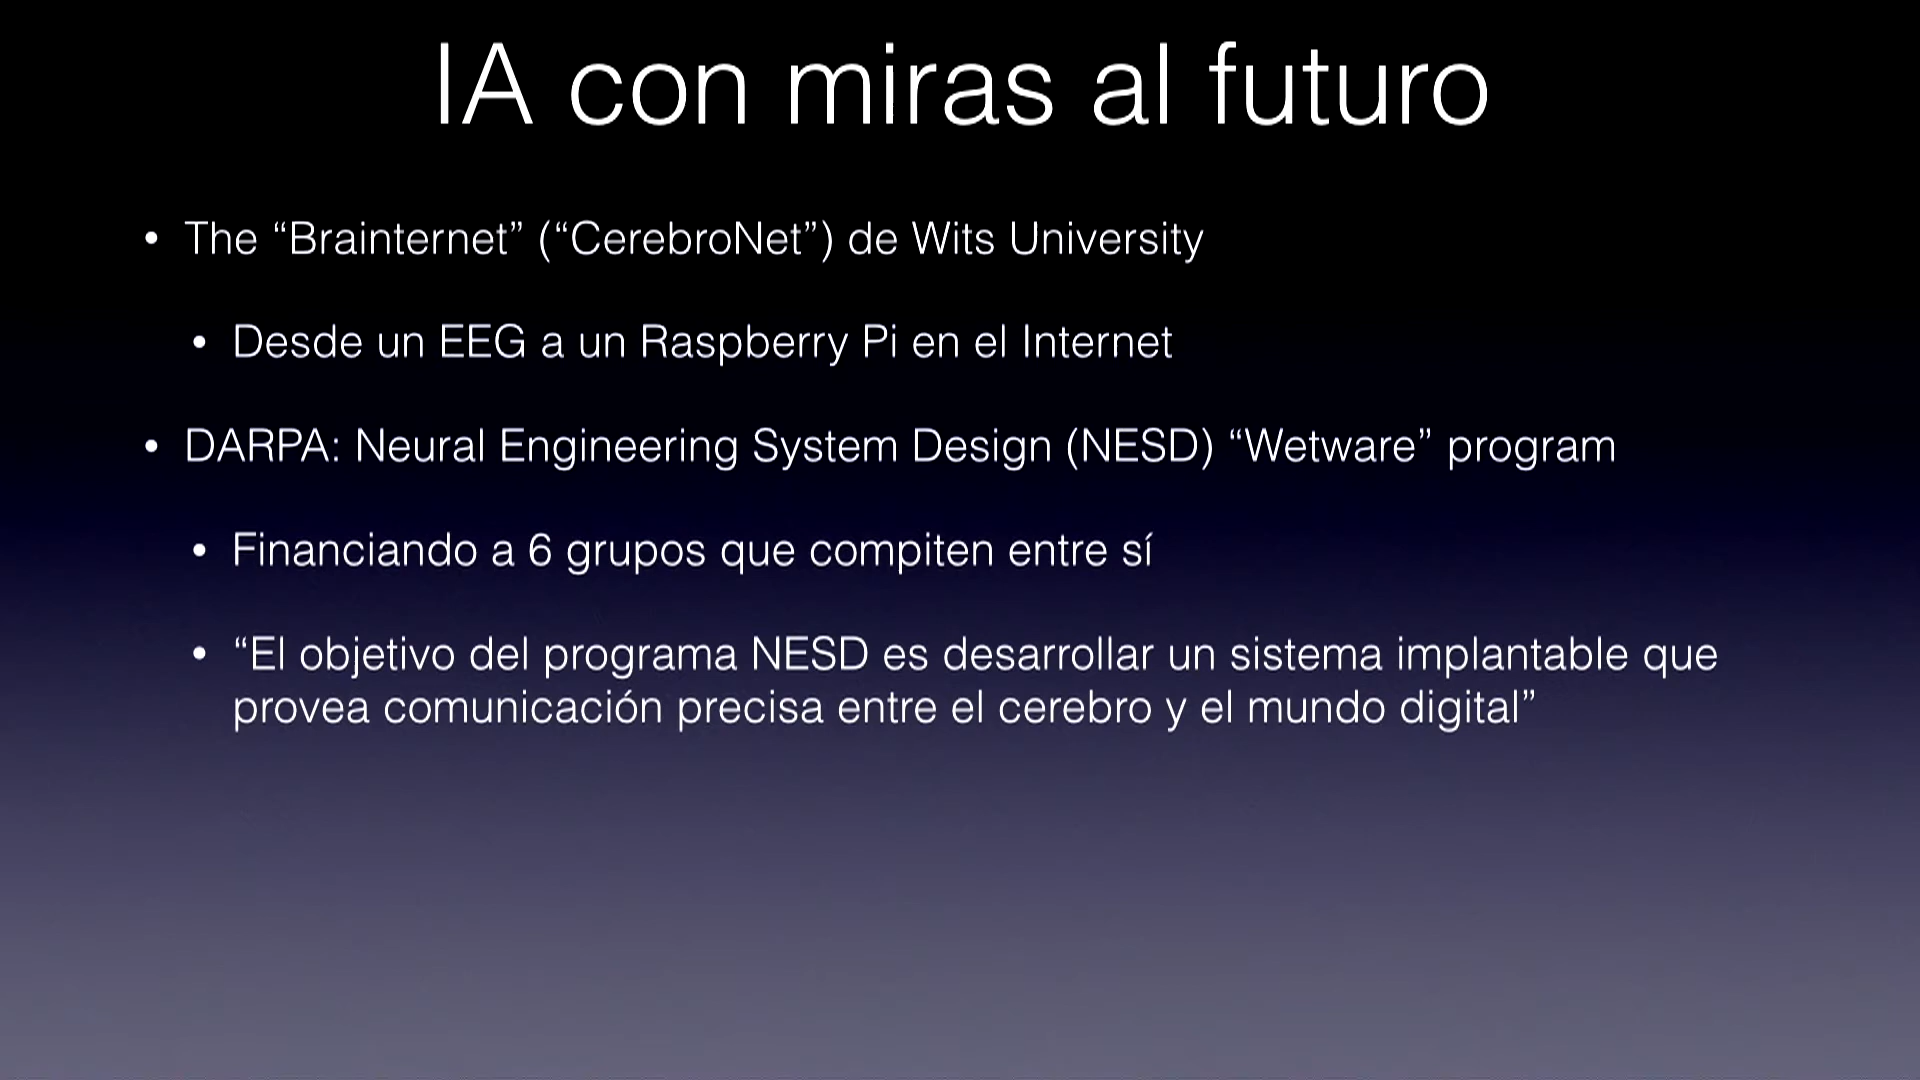 IA con miras al futuro
• The “Brainternet” (“CerebroNet”) de Wits University
• Desde un EEG a un Raspberry Pi en el Internet
• DARPA: Neural Engineering System Design (NESD) “Wetware” program
• Financiando a 6 grupos que compiten entre sí
• “El objetivo del programa NESD es desarrollar un sistema implantable que
provea comunicación precisa entre el cerebro y el mundo digital”